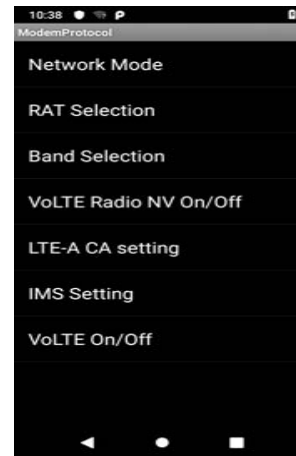 10:38
ModemProtocol
Network Mode
RAT Selection
Band Selection
VoLTE Radio NV On/Off
LTE-A CA setting
IMS Setting
VoLTE On/Off